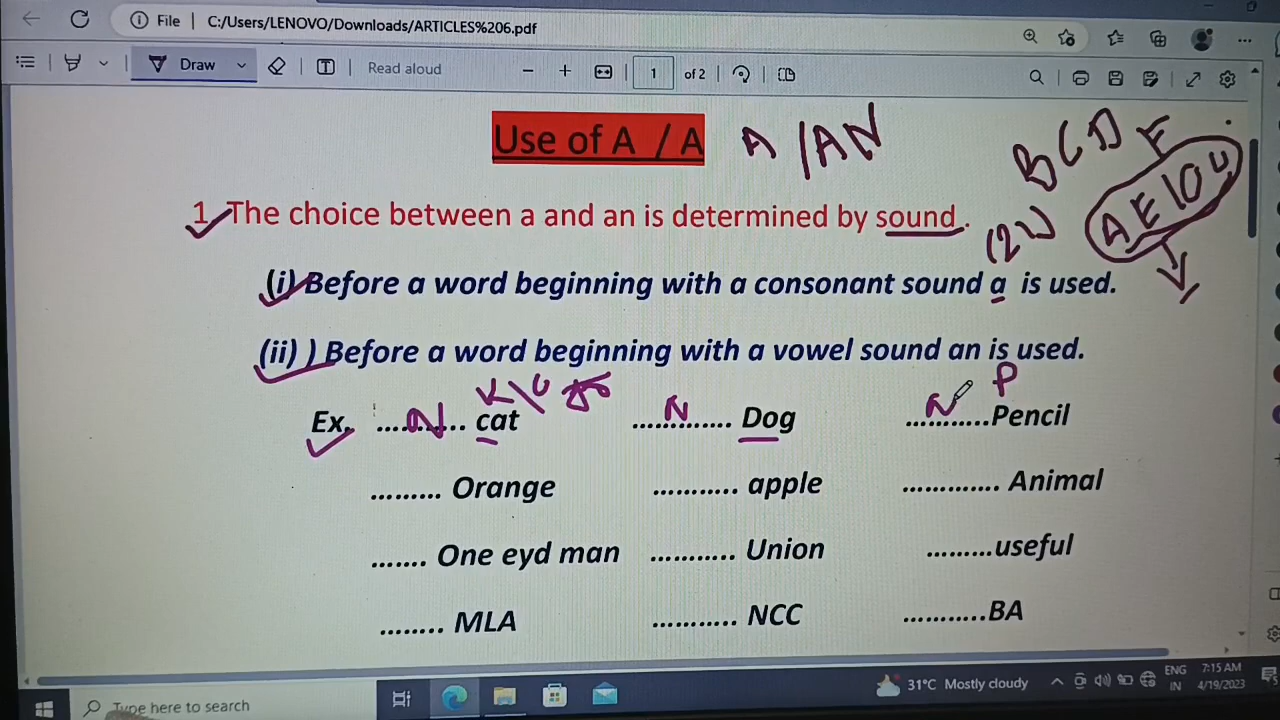 File | C:/Users/LENOVO/Downloads/ARTICLES%206.pdf
Draw | Read aloud 1 of 2
Use of A / A A / AN
B C D F
A E I O U
1. The choice between a and an is determined by sound.
(i) Before a word beginning with a consonant sound a is used.
(ii) ) Before a word beginning with a vowel sound an is used.
P
Ex. ........... cat ............. Dog ............Pencil
......... Orange ........... apple ............. Animal
....... One eyd man ........... Union .........useful
........ MLA ........... NCC ...........BA
Type here to search 31°C Mostly cloudy ENG IN 7:15 AM 4/19/2023